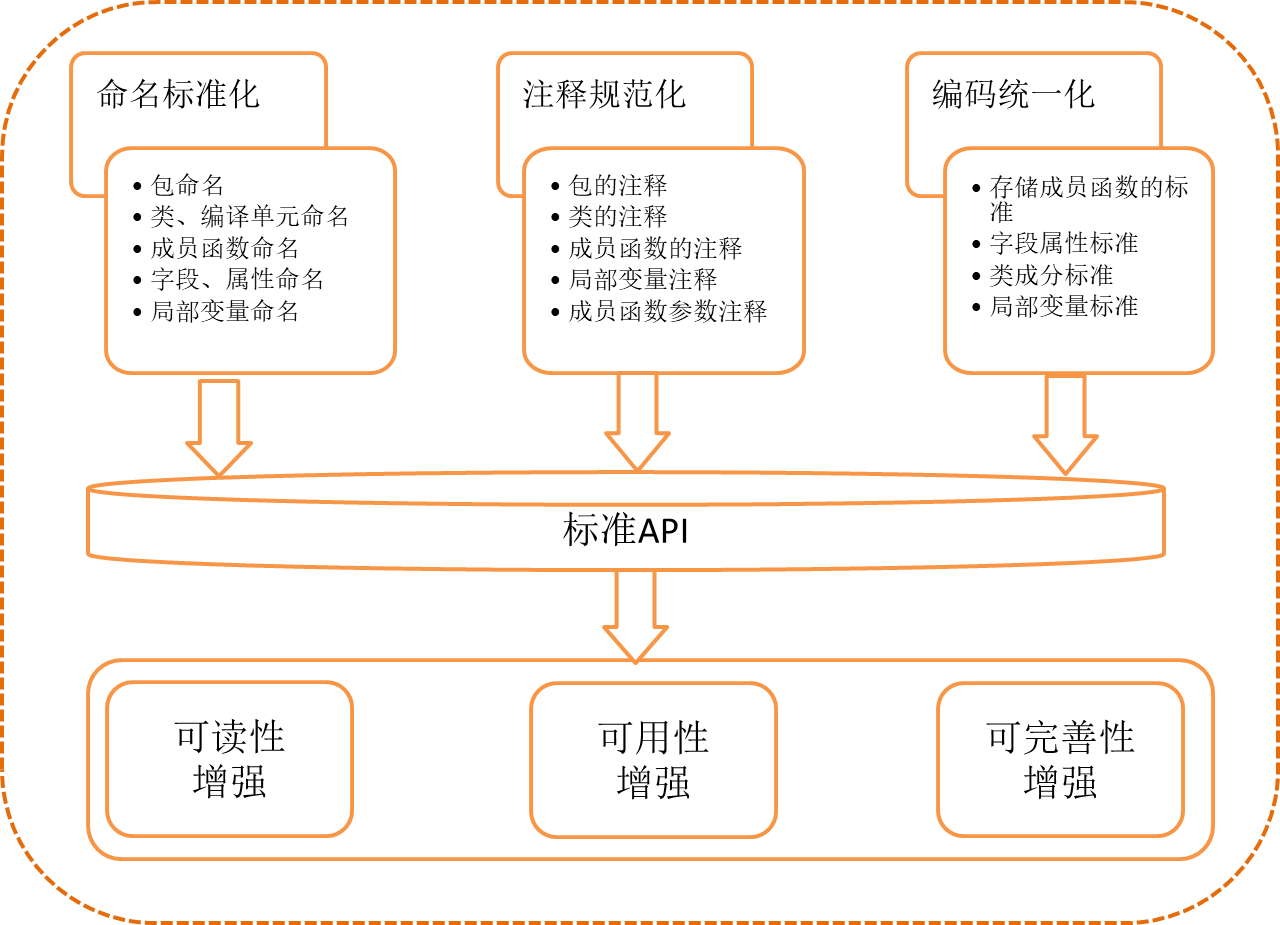 命名标准化
• 包命名
• 类、编译单元命名
• 成员函数命名
• 字段、属性命名
• 局部变量命名
注释规范化
• 包的注释
• 类的注释
• 成员函数的注释
• 局部变量注释
• 成员函数参数注释
编码统一化
• 存储成员函数的标
准
• 字段属性标准
• 类成分标准
• 局部变量标准
标准API
可读性
增强
可用性
增强
可完善性
增强